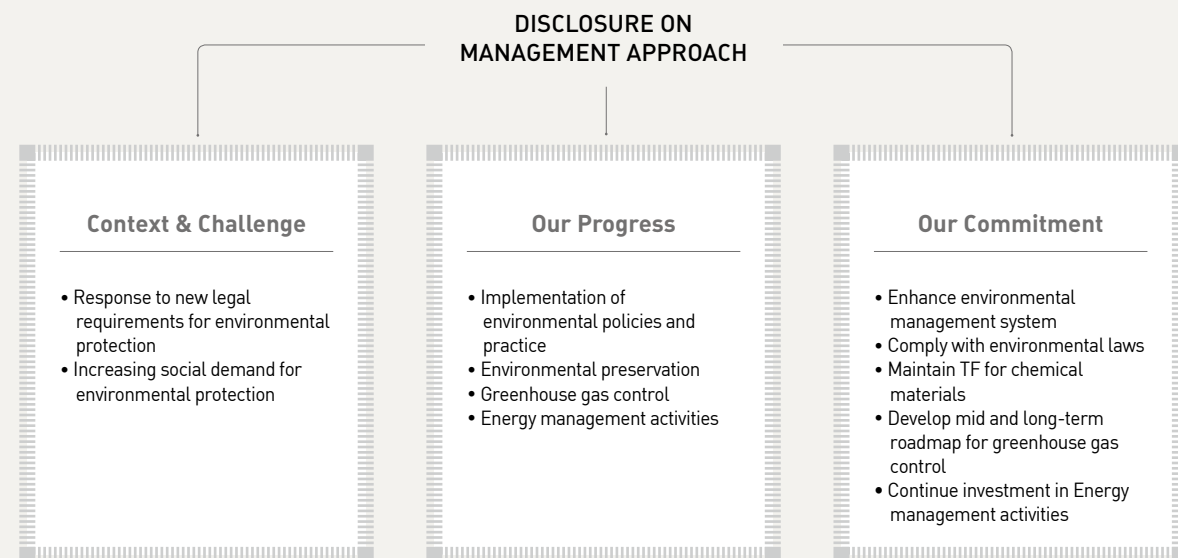 DISCLOSURE ON
MANAGEMENT APPROACH
Context & Challenge
• Response to new legal
requirements for environmental
protection
• Increasing social demand for
environmental protection
Our Progress
• Implementation of
environmental policies and
practice
• Environmental preservation
• Greenhouse gas control
• Energy management activities
Our Commitment
• Enhance environmental
management system
• Comply with environmental laws
• Maintain TF for chemical
materials
• Develop mid and long-term
roadmap for greenhouse gas
control
• Continue investment in Energy
management activities